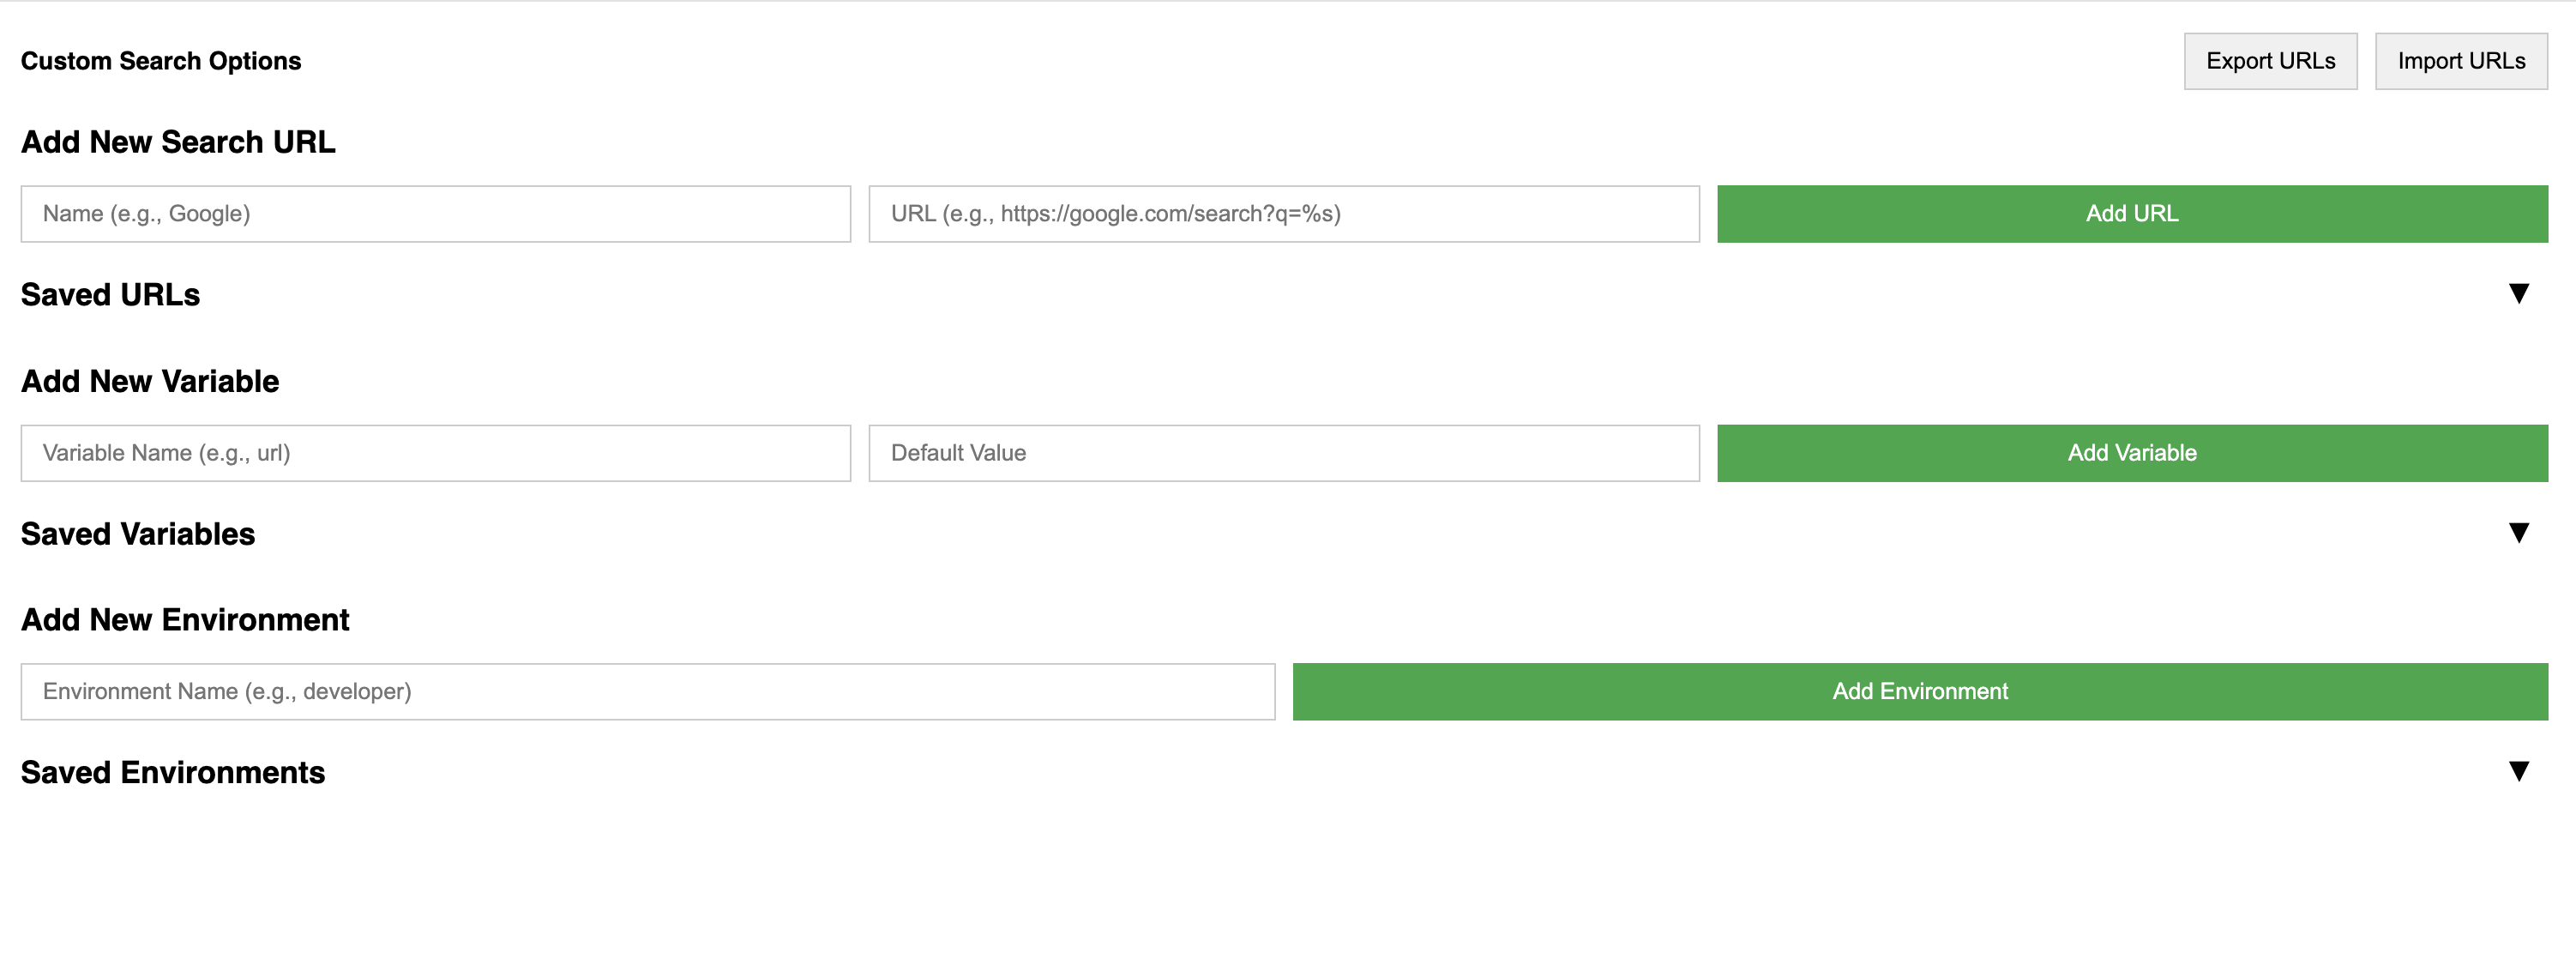 Custom Search Options
Export URLs
Import URLs
Add New Search URL
Name (e.g., Google)
URL (e.g., https://google.com/search?q=%s)
Add URL
Saved URLs
Add New Variable
Variable Name (e.g., url)
Default Value
Add Variable
Saved Variables
Add New Environment
Environment Name (e.g., developer)
Add Environment
Saved Environments